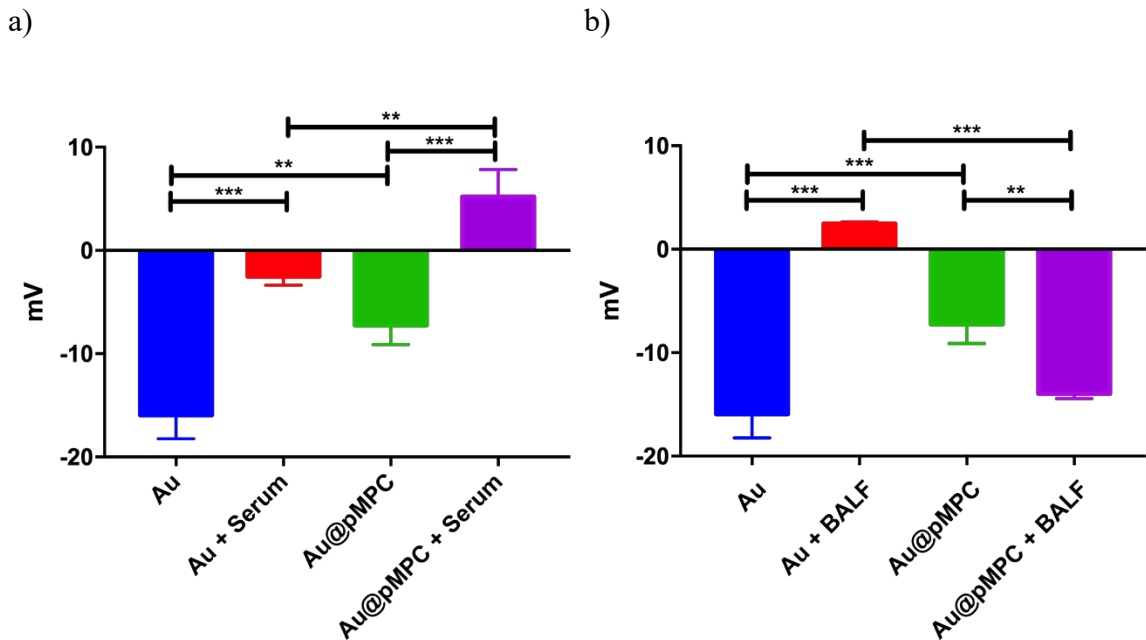 a)
**
***
**
***
10
0
-10
-20
mV
Au
Au + Serum
Au@pMPC
Au@pMPC + Serum
b)
***
***
***
**
10
0
-10
-20
mV
Au
Au + BALF
Au@pMPC
Au@pMPC + BALF